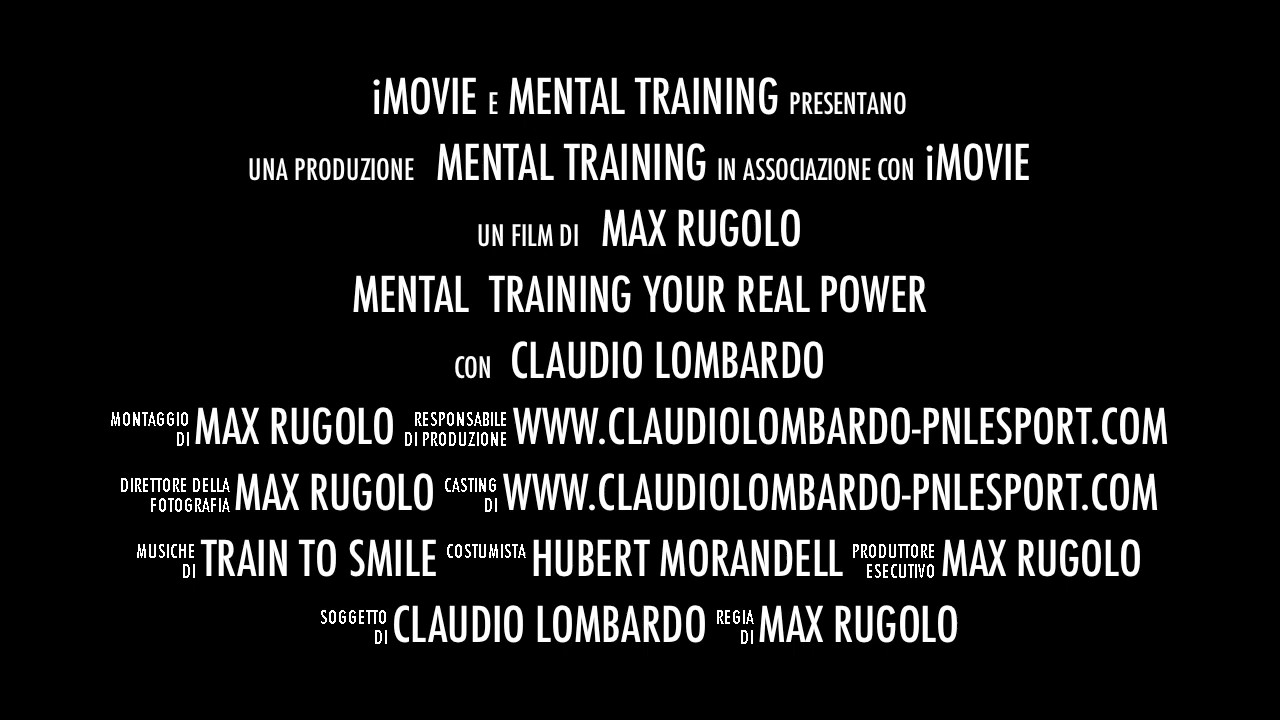 iMOVIE E MENTAL TRAINING PRESENTANO
UNA PRODUZIONE MENTAL TRAINING IN ASSOCIAZIONE CON iMOVIE
UN FILM DI MAX RUGOLO
MENTAL TRAINING YOUR REAL POWER
CON CLAUDIO LOMBARDO
MONTAGGIO DI MAX RUGOLO RESPONSABILE DI PRODUZIONE WWW.CLAUDIOLOMBARDO-PNLESPORT.COM
DIRETTORE DELLA FOTOGRAFIA MAX RUGOLO CASTING DI WWW.CLAUDIOLOMBARDO-PNLESPORT.COM
MUSICHE DI TRAIN TO SMILE COSTUMISTA HUBERT MORANDELL PRODUTTORE ESECUTIVO MAX RUGOLO
SOGGETTO DI CLAUDIO LOMBARDO REGIA DI MAX RUGOLO